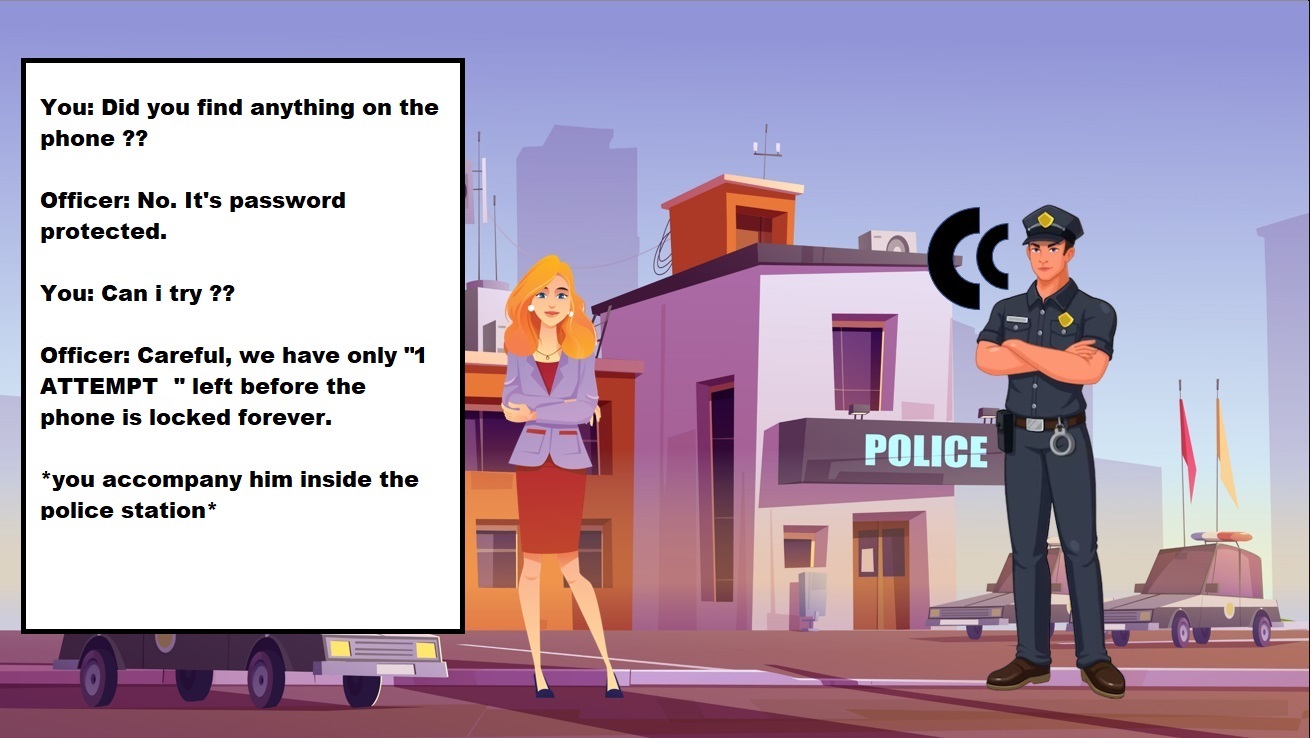 You: Did you find anything on the
phone ??
Officer: No. It's password
protected.
You: Can i try ??
Officer: Careful, we have only "1
ATTEMPT  " left before the
phone is locked forever.
*you accompany him inside the
police station*
POLICE